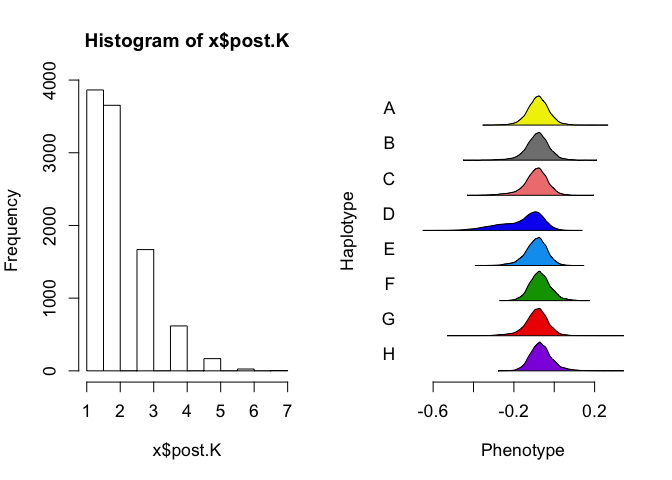 Histogram of x$post.K
Frequency
4000
3000
2000
1000
0
1 2 3 4 5 6 7
x$post.K
Haplotype
A
B
C
D
E
F
G
H
-0.6 -0.2 0.2
Phenotype